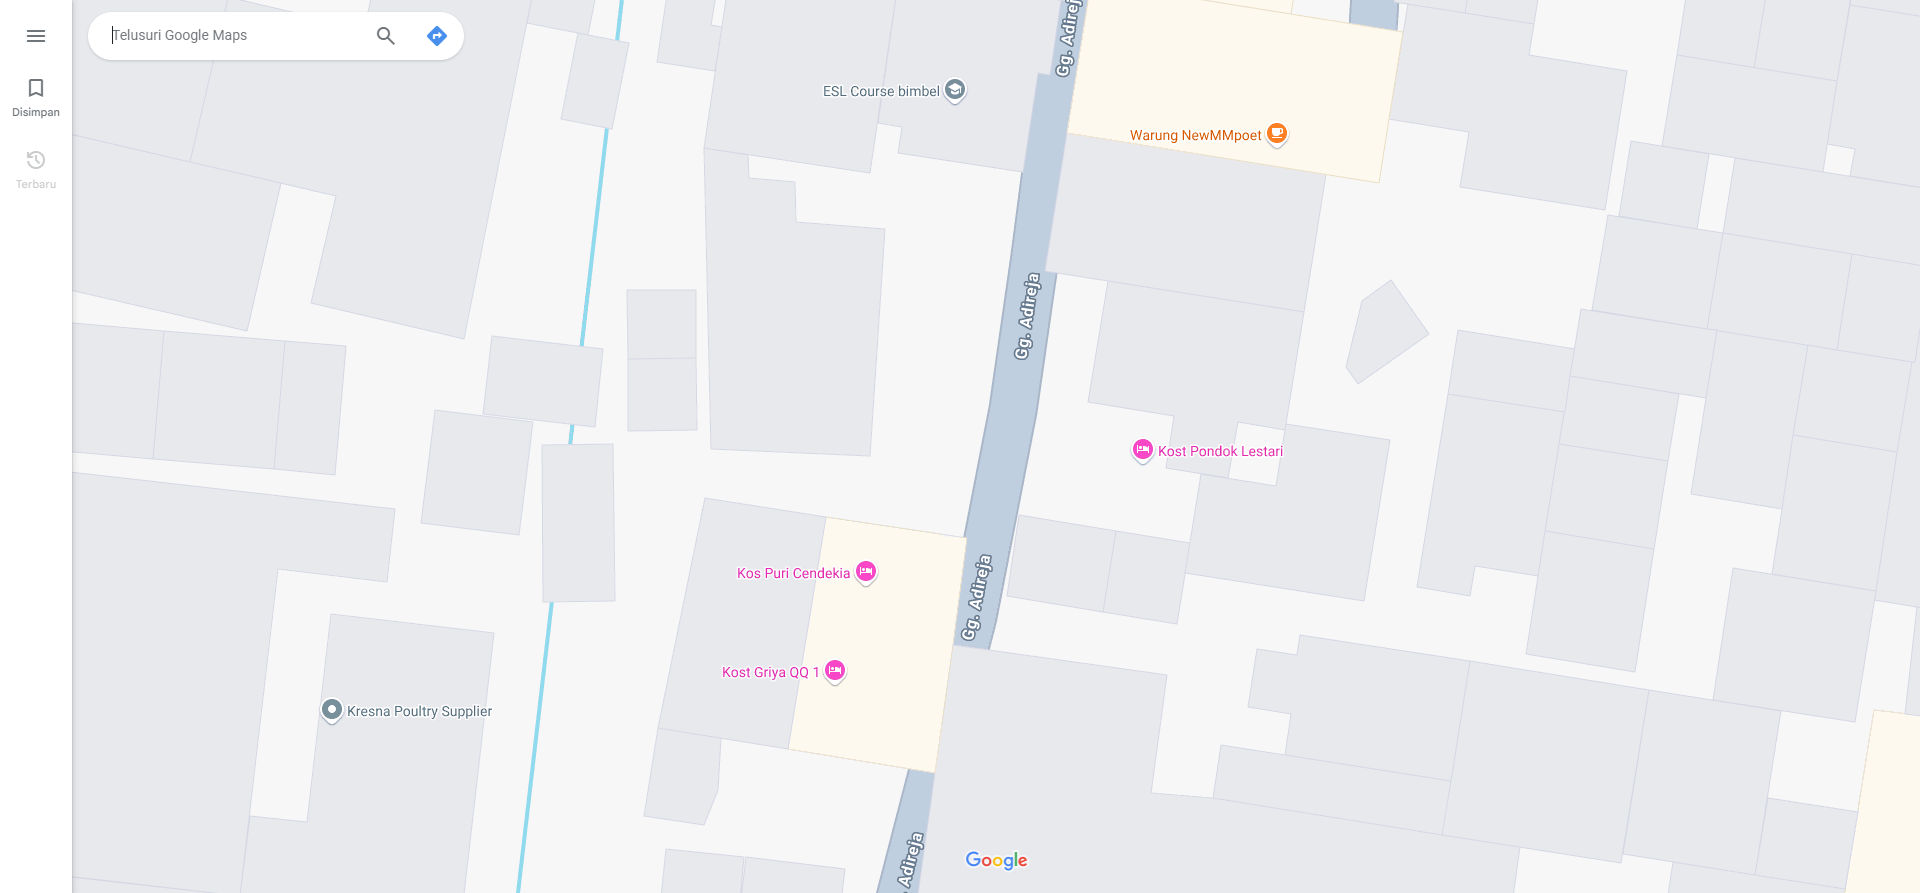 Telusuri Google Maps
Disimpan
Terbaru
Gg. Adireja
ESL Course bimbel
Warung NewMMpoet
Gg. Adireja
Kost Pondok Lestari
Kos Puri Cendekia
Gg. Adireja
Kost Griya QQ 1
Kresna Poultry Supplier
Adireja
Google